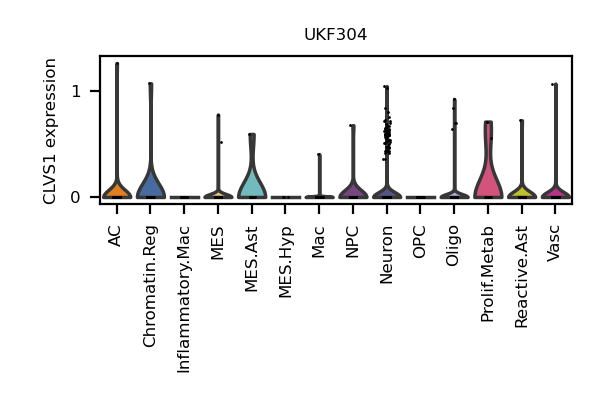 UKF304
CLVS1 expression
1
0
AC
Chromatin.Reg
Inflammatory.Mac
MES
MES.Ast
MES.Hyp
Mac
NPC
Neuron
OPC
Oligo
Prolif.Metab
Reactive.Ast
Vasc